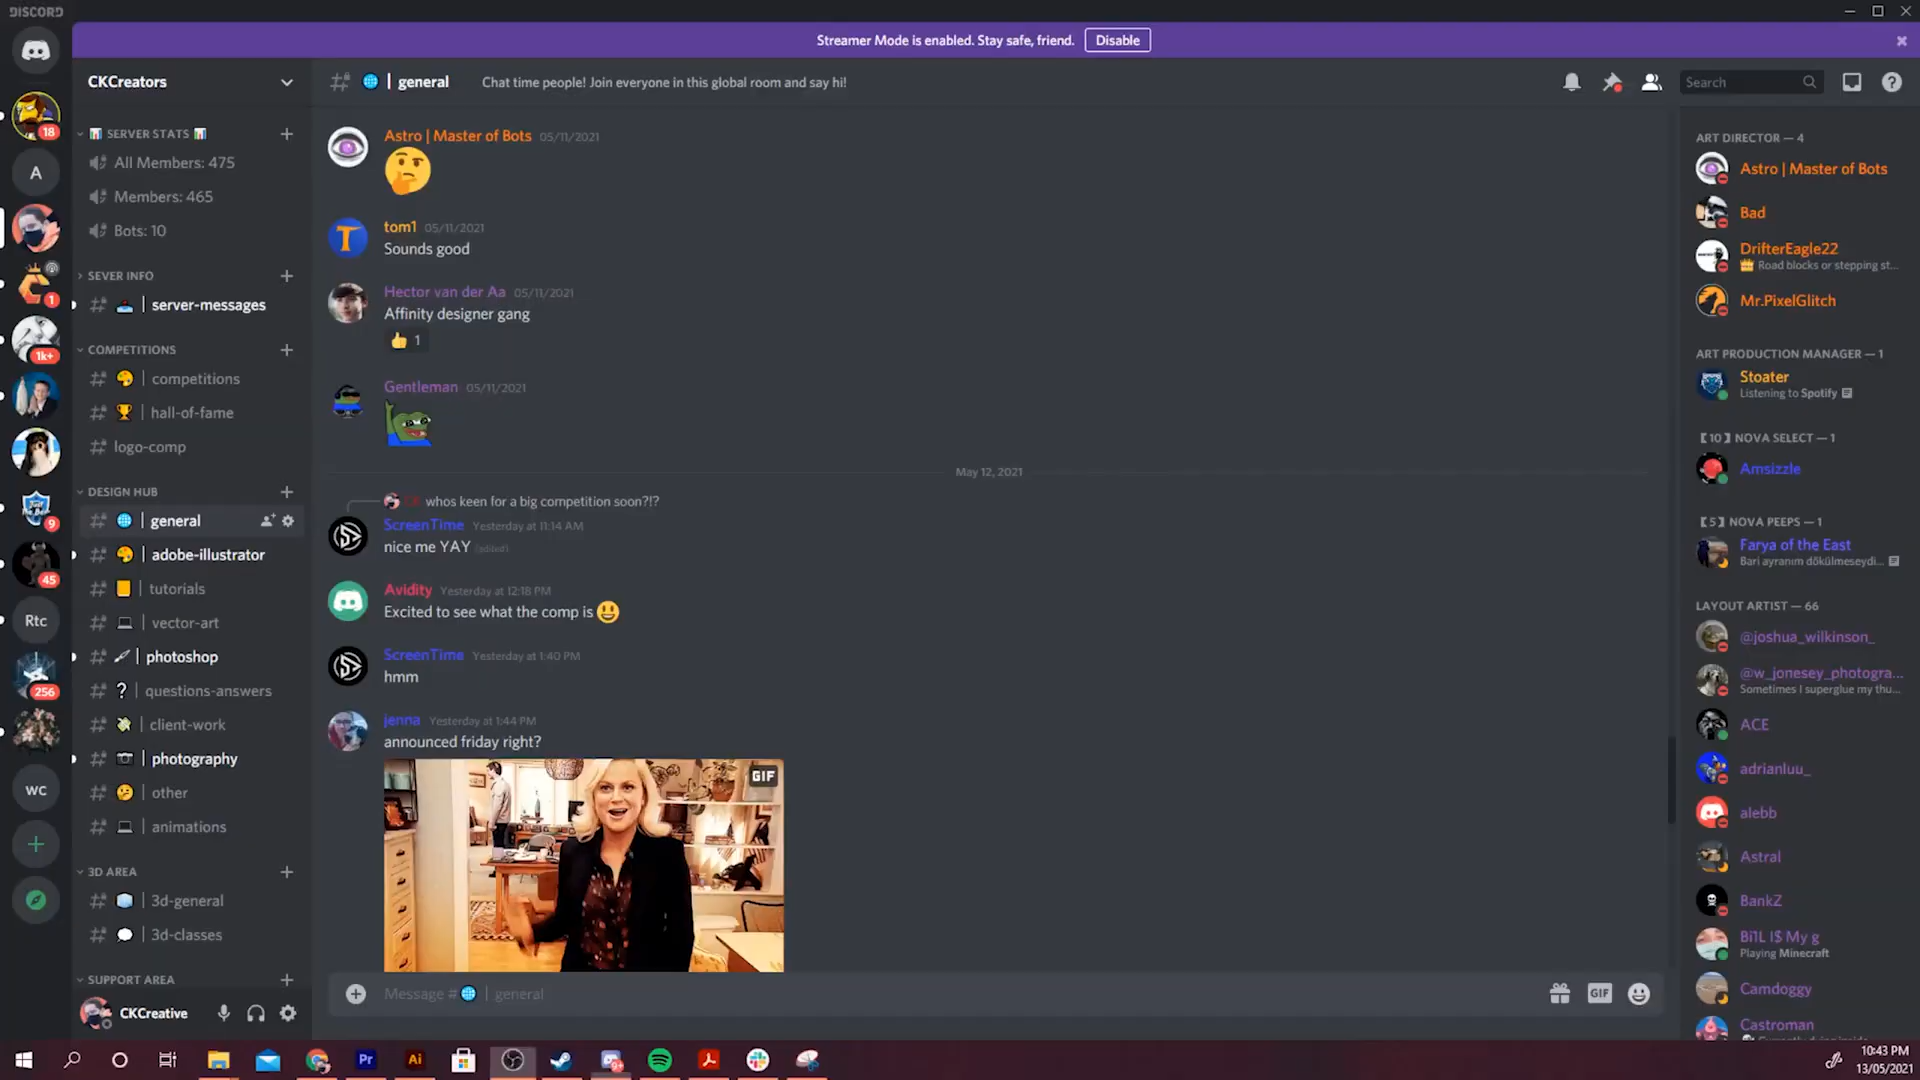 DISCORD
Streamer Mode is enabled. Stay safe, friend.
Disable
18
A
1
1k+
9
45
Rtc
256
WC
CKCreators
SERVER STATS
All Members: 475
Members: 465
Bots: 10
SEVER INFO
server-messages
COMPETITIONS
competitions
hall-of-fame
logo-comp
DESIGN HUB
general
adobe-illustrator
tutorials
vector-art
photoshop
questions-answers
client-work
photography
other
animations
3D AREA
3d-general
3d-classes
SUPPORT AREA
CKCreative
general
Chat time people! Join everyone in this global room and say hi!
Search
Astro | Master of Bots 05/11/2021
tom1 05/11/2021
Sounds good
Hector van der Aa 05/11/2021
Affinity designer gang
1
Gentleman 05/11/2021
May 12, 2021
whos keen for a big competition soon?!?
ScreenTime Yesterday at 11:14 AM
nice me YAY (edited)
Avidity Yesterday at 12:18 PM
Excited to see what the comp is
ScreenTime Yesterday at 1:40 PM
hmm
jenna Yesterday at 1:44 PM
announced friday right?
GIF
Message # | general
GIF
ART DIRECTOR — 4
Astro | Master of Bots
Bad
DrifterEagle22
Road blocks or stepping st...
Mr.PixelGlitch
ART PRODUCTION MANAGER — 1
Stoater
Listening to Spotify
【10】 NOVA SELECT — 1
Amsizzle
【5】 NOVA PEEPS — 1
Farya of the East
Bari ayranım dökülmeseydi...
LAYOUT ARTIST — 66
@joshua_wilkinson_
@w_jonesey_photogra...
Sometimes I superglue my thu...
ACE
adrianluu_
alebb
Astral
BankZ
Bi1L I$ My g
Playing Minecraft
Camdoggy
Castroman
Pr
Ai
10:43 PM
13/05/2021